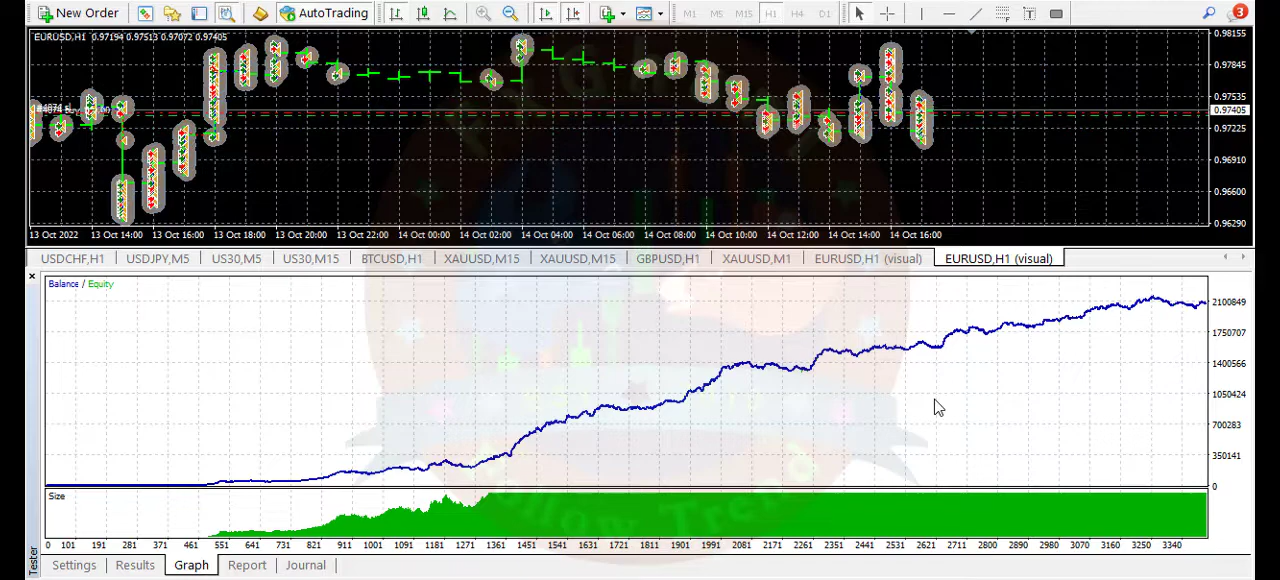 New Order AutoTrading M1 M5 M15 H1 H4 D1 3
EURUSD,H1 0.97194 0.97513 0.97072 0.97405
0.98155
0.97845
0.97535
0.97405
0.97225
0.96910
0.96600
0.96290
13 Oct 2022 13 Oct 14:00 13 Oct 16:00 13 Oct 18:00 13 Oct 20:00 13 Oct 22:00 14 Oct 00:00 14 Oct 02:00 14 Oct 04:00 14 Oct 06:00 14 Oct 08:00 14 Oct 10:00 14 Oct 12:00 14 Oct 14:00 14 Oct 16:00
USDCHF,H1 USDJPY,M5 US30,M5 US30,M15 BTCUSD,H1 XAUUSD,M15 XAUUSD,M15 GBPUSD,H1 XAUUSD,M1 EURUSD,H1 (visual) EURUSD,H1 (visual)
Balance / Equity
2100849
1750707
1400566
1050424
700283
350141
0
Size
0 101 191 281 371 461 551 641 731 821 911 1001 1091 1181 1271 1361 1451 1541 1631 1721 1811 1901 1991 2081 2171 2261 2351 2441 2531 2621 2711 2800 2890 2980 3070 3160 3250 3340
Tester
Settings Results Graph Report Journal
Follow Trend